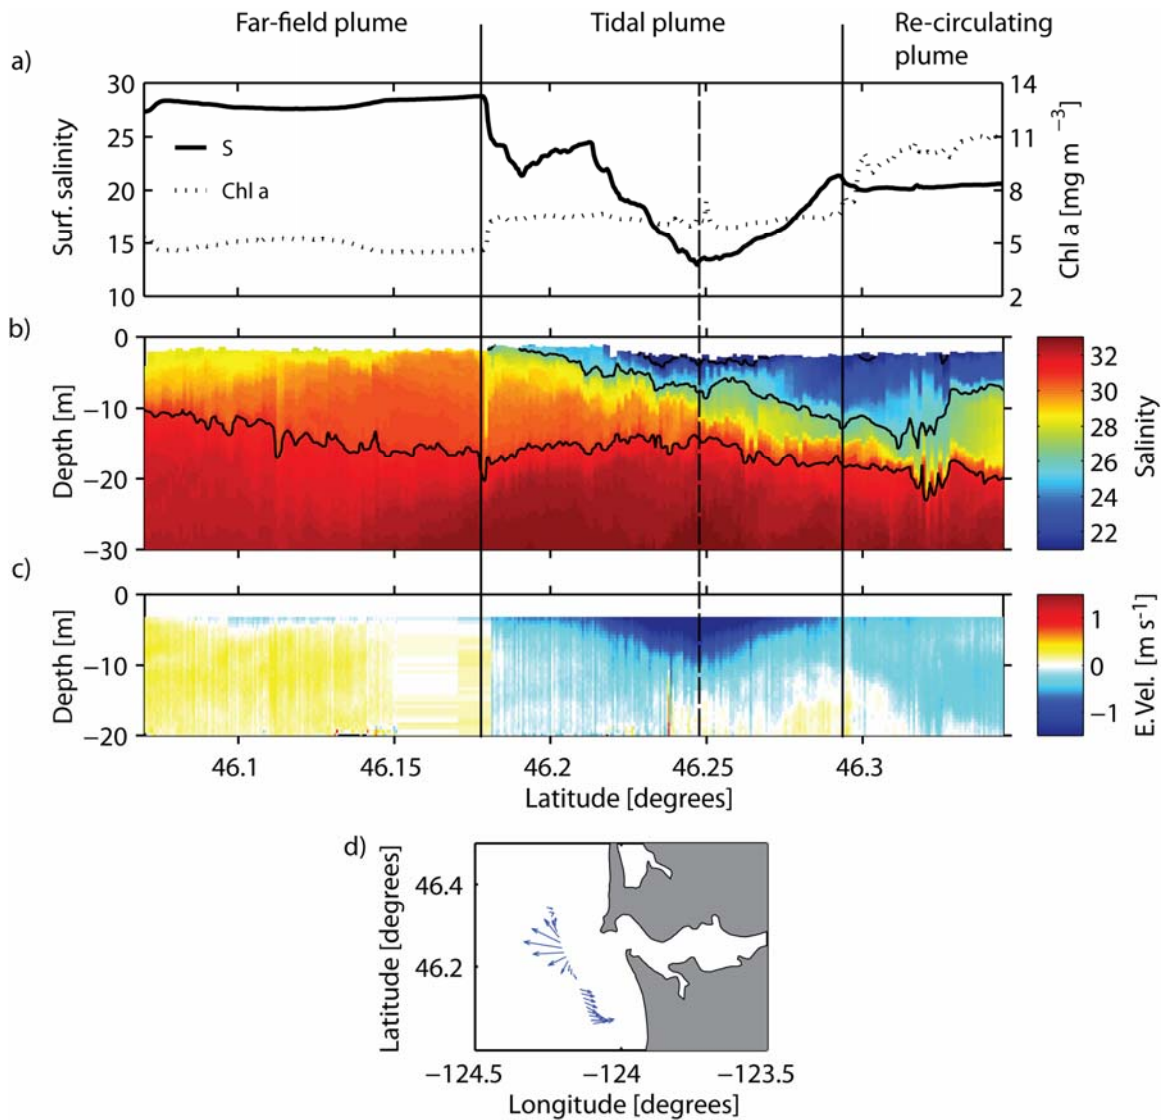 Far-field plume
Tidal plume
Re-circulating
plume
a)
30
25
20
15
10
Surf. salinity
S
Chl a
14
11
8
5
2
Chl a [mg m −3]
b)
0
−10
−20
−30
Depth [m]
32
30
28
26
24
22
Salinity
c)
0
−10
−20
Depth [m]
1
0
−1
E.Vel. [m s-1]
46.1
46.15
46.2
46.25
46.3
Latitude [degrees]
d)
46.4
46.2
Latitude [degrees]
−124.5
−124
−123.5
Longitude [degrees]